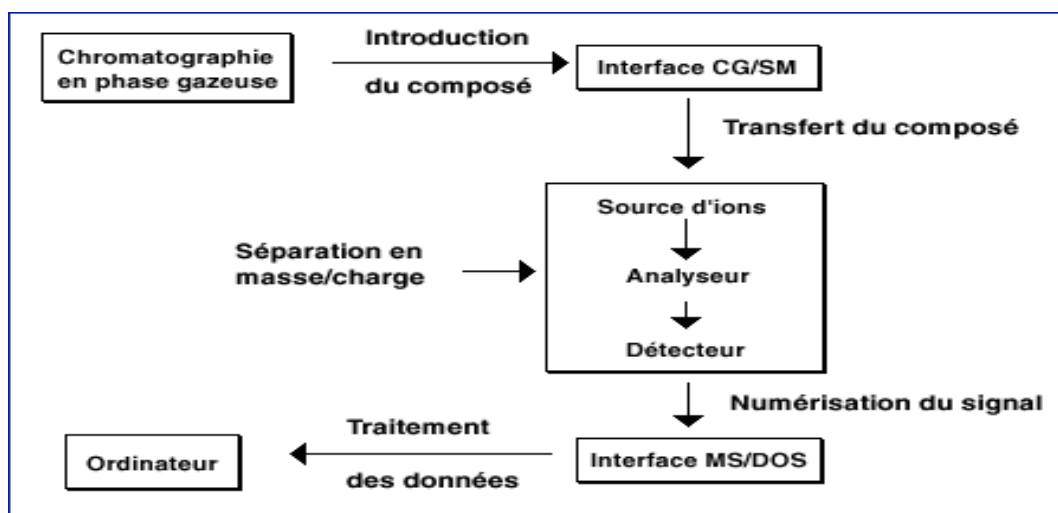 Chromatographie
en phase gazeuse
Introduction
du composé
Interface CG/SM
Transfert du composé
Source d'ions
Séparation en
masse/charge
Analyseur
Détecteur
Numérisation du signal
Interface MS/DOS
Traitement
des données
Ordinateur